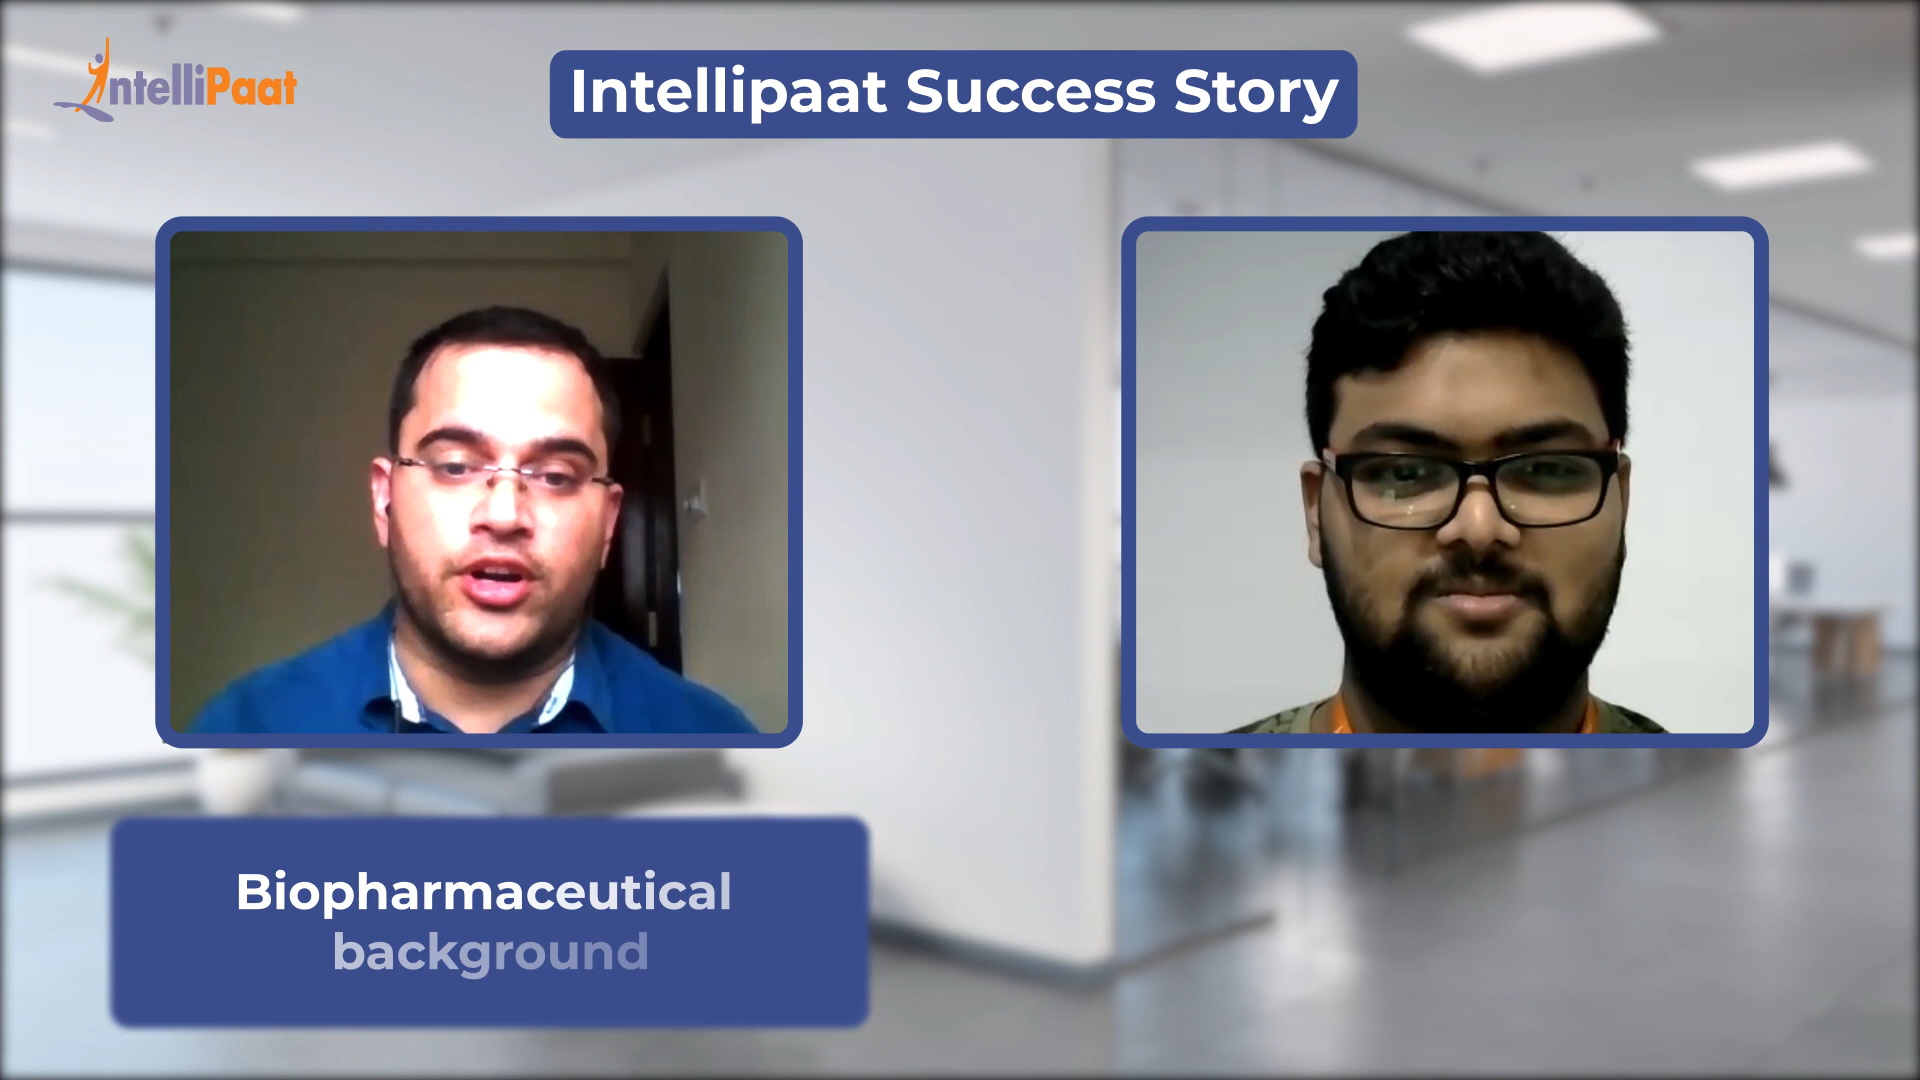 IntelliPaat
Intellipaat Success Story
Biopharmaceutical
background